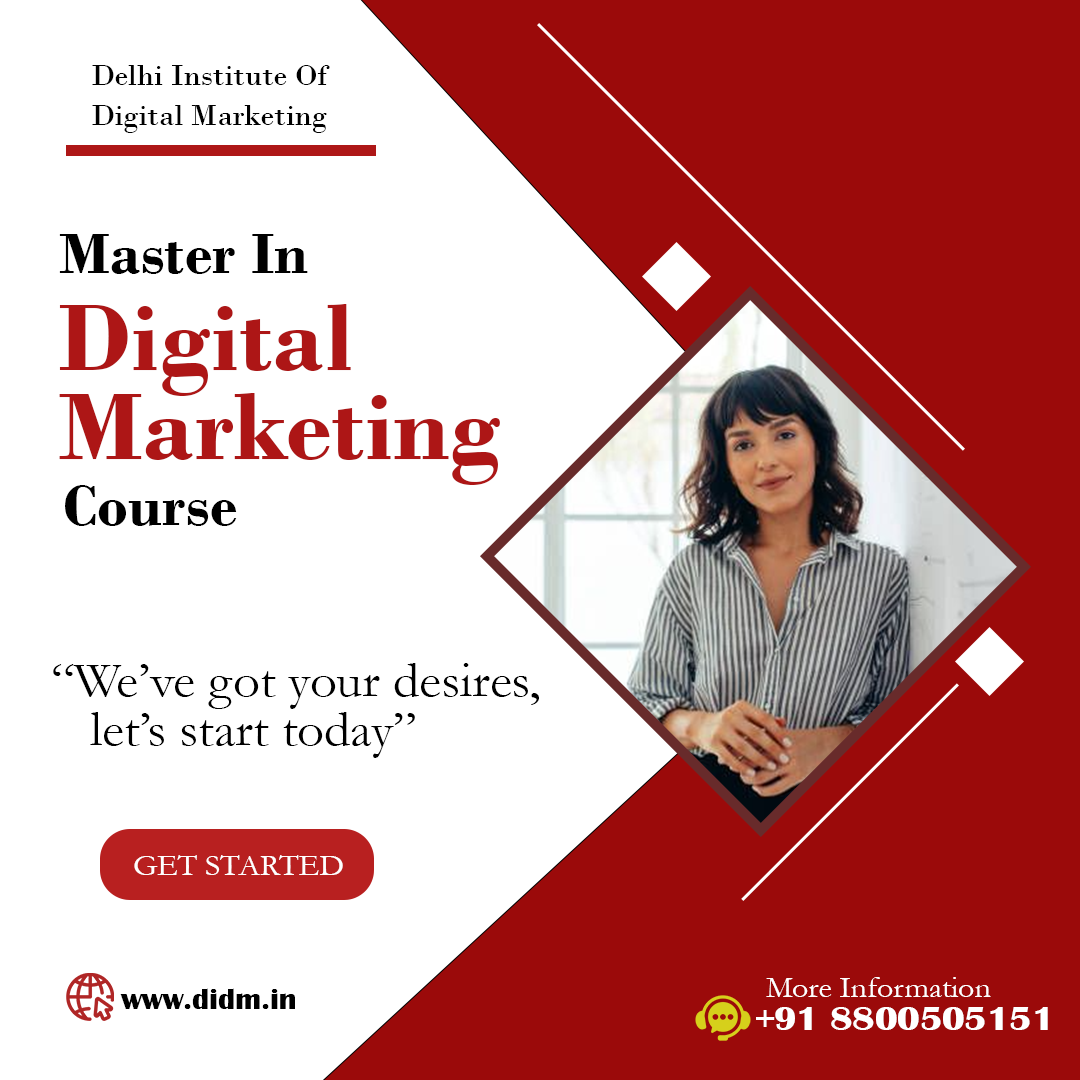 Delhi Institute Of
Digital Marketing
Master In
Digital
Marketing
Course
“We’ve got your desires,
let’s start today”
GET STARTED
www.didm.in
More Information
+91 8800505151